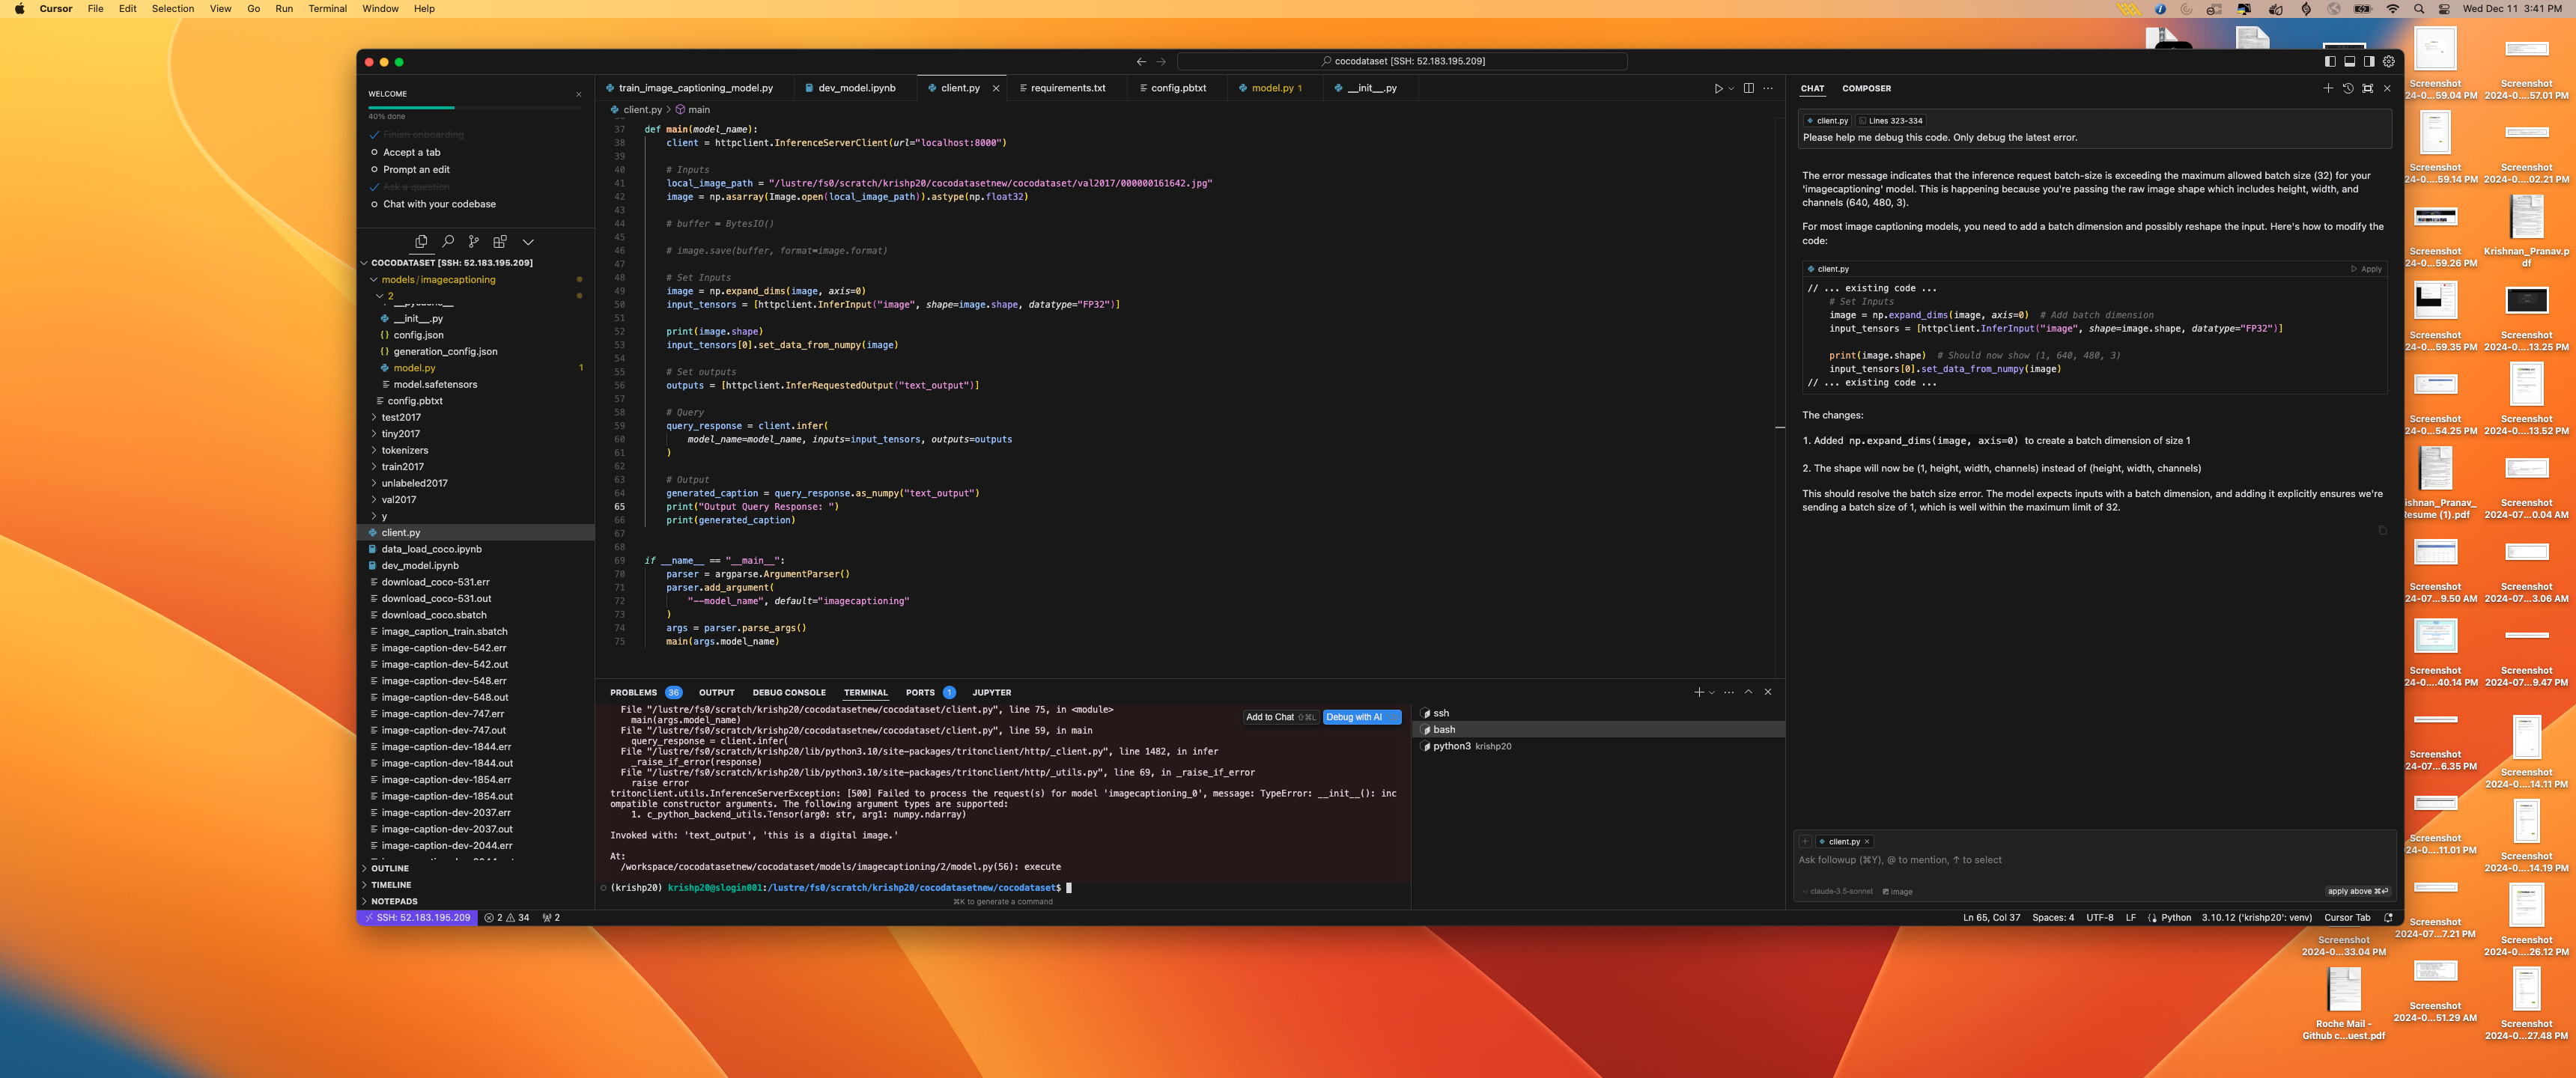 Cursor File Edit Selection View Go Run Terminal Window Help
Wed Dec 11 3:41 PM
cocodataset [SSH: 52.183.195.209]
WELCOME
40% done
Finish onboarding
Accept a tab
Prompt an edit
Ask a question
Chat with your codebase
COCODATASET [SSH: 52.183.195.209]
models/imagecaptioning
2
__pycache__
__init__.py
config.json
generation_config.json
model.py 1
model.safetensors
config.pbtxt
test2017
tiny2017
tokenizers
train2017
unlabeled2017
val2017
y
client.py
data_load_coco.ipynb
dev_model.ipynb
download_coco-531.err
download_coco-531.out
download_coco.sbatch
image_caption_train.sbatch
image-caption-dev-542.err
image-caption-dev-542.out
image-caption-dev-548.err
image-caption-dev-548.out
image-caption-dev-747.err
image-caption-dev-747.out
image-caption-dev-1844.err
image-caption-dev-1844.out
image-caption-dev-1854.err
image-caption-dev-1854.out
image-caption-dev-2037.err
image-caption-dev-2037.out
image-caption-dev-2044.err
OUTLINE
TIMELINE
NOTEPADS
train_image_captioning_model.py dev_model.ipynb client.py requirements.txt config.pbtxt model.py 1 __init__.py
client.py > main
37 def main(model_name):
38 client = httpclient.InferenceServerClient(url="localhost:8000")
39
40 # Inputs
41 local_image_path = "/lustre/fs0/scratch/krishp20/cocodatasetnew/cocodataset/val2017/000000161642.jpg"
42 image = np.asarray(Image.open(local_image_path)).astype(np.float32)
43
44 # buffer = BytesIO()
45
46 # image.save(buffer, format=image.format)
47
48 # Set Inputs
49 image = np.expand_dims(image, axis=0)
50 input_tensors = [httpclient.InferInput("image", shape=image.shape, datatype="FP32")]
51
52 print(image.shape)
53 input_tensors[0].set_data_from_numpy(image)
54
55 # Set outputs
56 outputs = [httpclient.InferRequestedOutput("text_output")]
57
58 # Query
59 query_response = client.infer(
60 model_name=model_name, inputs=input_tensors, outputs=outputs
61 )
62
63 # Output
64 generated_caption = query_response.as_numpy("text_output")
65 print("Output Query Response: ")
66 print(generated_caption)
67
68
69 if __name__ == "__main__":
70 parser = argparse.ArgumentParser()
71 parser.add_argument(
72 "--model_name", default="imagecaptioning"
73 )
74 args = parser.parse_args()
75 main(args.model_name)
PROBLEMS 36 OUTPUT DEBUG CONSOLE TERMINAL PORTS 1 JUPYTER
File "/lustre/fs0/scratch/krishp20/cocodatasetnew/cocodataset/client.py", line 75, in <module>
main(args.model_name)
File "/lustre/fs0/scratch/krishp20/cocodatasetnew/cocodataset/client.py", line 59, in main
query_response = client.infer(
File "/lustre/fs0/scratch/krishp20/lib/python3.10/site-packages/tritonclient/http/_client.py", line 1482, in infer
_raise_if_error(response)
File "/lustre/fs0/scratch/krishp20/lib/python3.10/site-packages/tritonclient/http/_utils.py", line 69, in _raise_if_error
raise error
tritonclient.utils.InferenceServerException: [500] Failed to process the request(s) for model 'imagecaptioning_0', message: TypeError: __init__(): inc
ompatible constructor arguments. The following argument types are supported:
1. c_python_backend_utils.Tensor(arg0: str, arg1: numpy.ndarray)
Invoked with: 'text_output', 'this is a digital image.'
At:
/workspace/cocodatasetnew/cocodataset/models/imagecaptioning/2/model.py(56): execute
(krishp20) krishp20@slogin001:/lustre/fs0/scratch/krishp20/cocodatasetnew/cocodataset$
⌘K to generate a command
Add to Chat ⇧⌘L Debug with AI
ssh
bash
python3 krishp20
CHAT COMPOSER
client.py Lines 323-334
Please help me debug this code. Only debug the latest error.
The error message indicates that the inference request batch-size is exceeding the maximum allowed batch size (32) for your
'imagecaptioning' model. This is happening because you're passing the raw image shape which includes height, width, and
channels (640, 480, 3).
For most image captioning models, you need to add a batch dimension and possibly reshape the input. Here's how to modify the
code:
client.py Apply
// ... existing code ...
# Set Inputs
image = np.expand_dims(image, axis=0) # Add batch dimension
input_tensors = [httpclient.InferInput("image", shape=image.shape, datatype="FP32")]
print(image.shape) # Should now show (1, 640, 480, 3)
input_tensors[0].set_data_from_numpy(image)
// ... existing code ...
The changes:
1. Added np.expand_dims(image, axis=0) to create a batch dimension of size 1
2. The shape will now be (1, height, width, channels) instead of (height, width, channels)
This should resolve the batch size error. The model expects inputs with a batch dimension, and adding it explicitly ensures we're
sending a batch size of 1, which is well within the maximum limit of 32.
client.py
Ask followup (⌘Y), @ to mention, ↑ to select
claude-3.5-sonnet image
apply above ⌘⏎
SSH: 52.183.195.209 2 34 2
Ln 65, Col 37 Spaces: 4 UTF-8 LF Python 3.10.12 ('krishp20': venv) Cursor Tab
Screenshot Screenshot
24-0...59.04 PM 2024-0...57.01 PM
Screenshot Screenshot
24-0...59.14 PM 2024-0...02.21 PM
Screenshot Krishnan_Pranav.p
24-0...59.26 PM df
Screenshot Screenshot
24-0...59.35 PM 2024-0...13.25 PM
Screenshot Screenshot
24-0...54.25 PM 2024-0...13.52 PM
ishnan_Pranav_ Screenshot
esume (1).pdf 2024-07...0.04 AM
Screenshot Screenshot
24-07...9.50 AM 2024-07...3.06 AM
Screenshot Screenshot
24-0....40.14 PM 2024-07...9.47 PM
Screenshot Screenshot
24-07...6.35 PM 2024-0....14.11 PM
Screenshot Screenshot
24-0....11.01 PM 2024-0...14.19 PM
Screenshot Screenshot Screenshot
2024-0...33.04 PM 2024-07...7.21 PM 2024-0....26.12 PM
Roche Mail - Screenshot Screenshot
Github c...uest.pdf 2024-0...51.29 AM 2024-0...27.48 PM